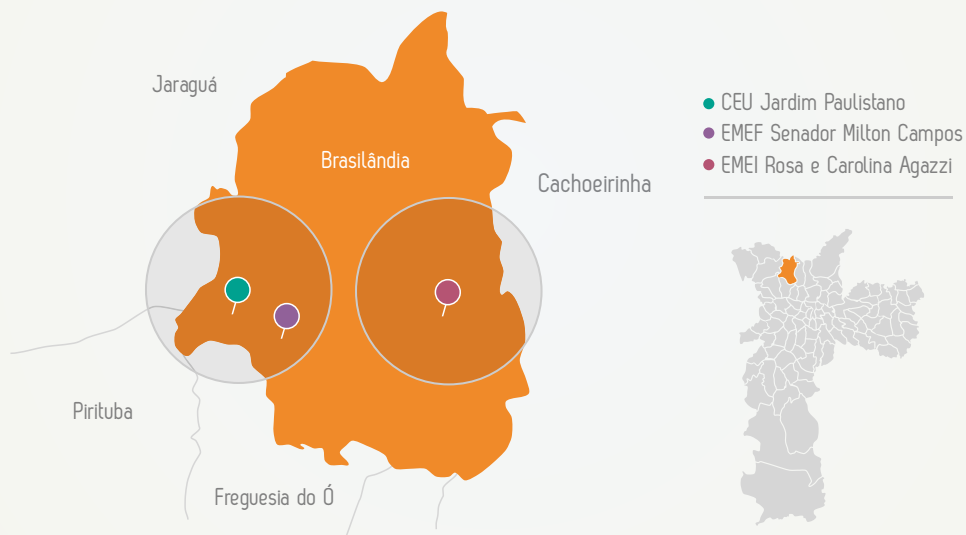 Jaraguá
Brasilândia
Cachoeirinha
Pirituba
Freguesia do Ó
CEU Jardim Paulistano
EMEF Senador Milton Campos
EMEI Rosa e Carolina Agazzi